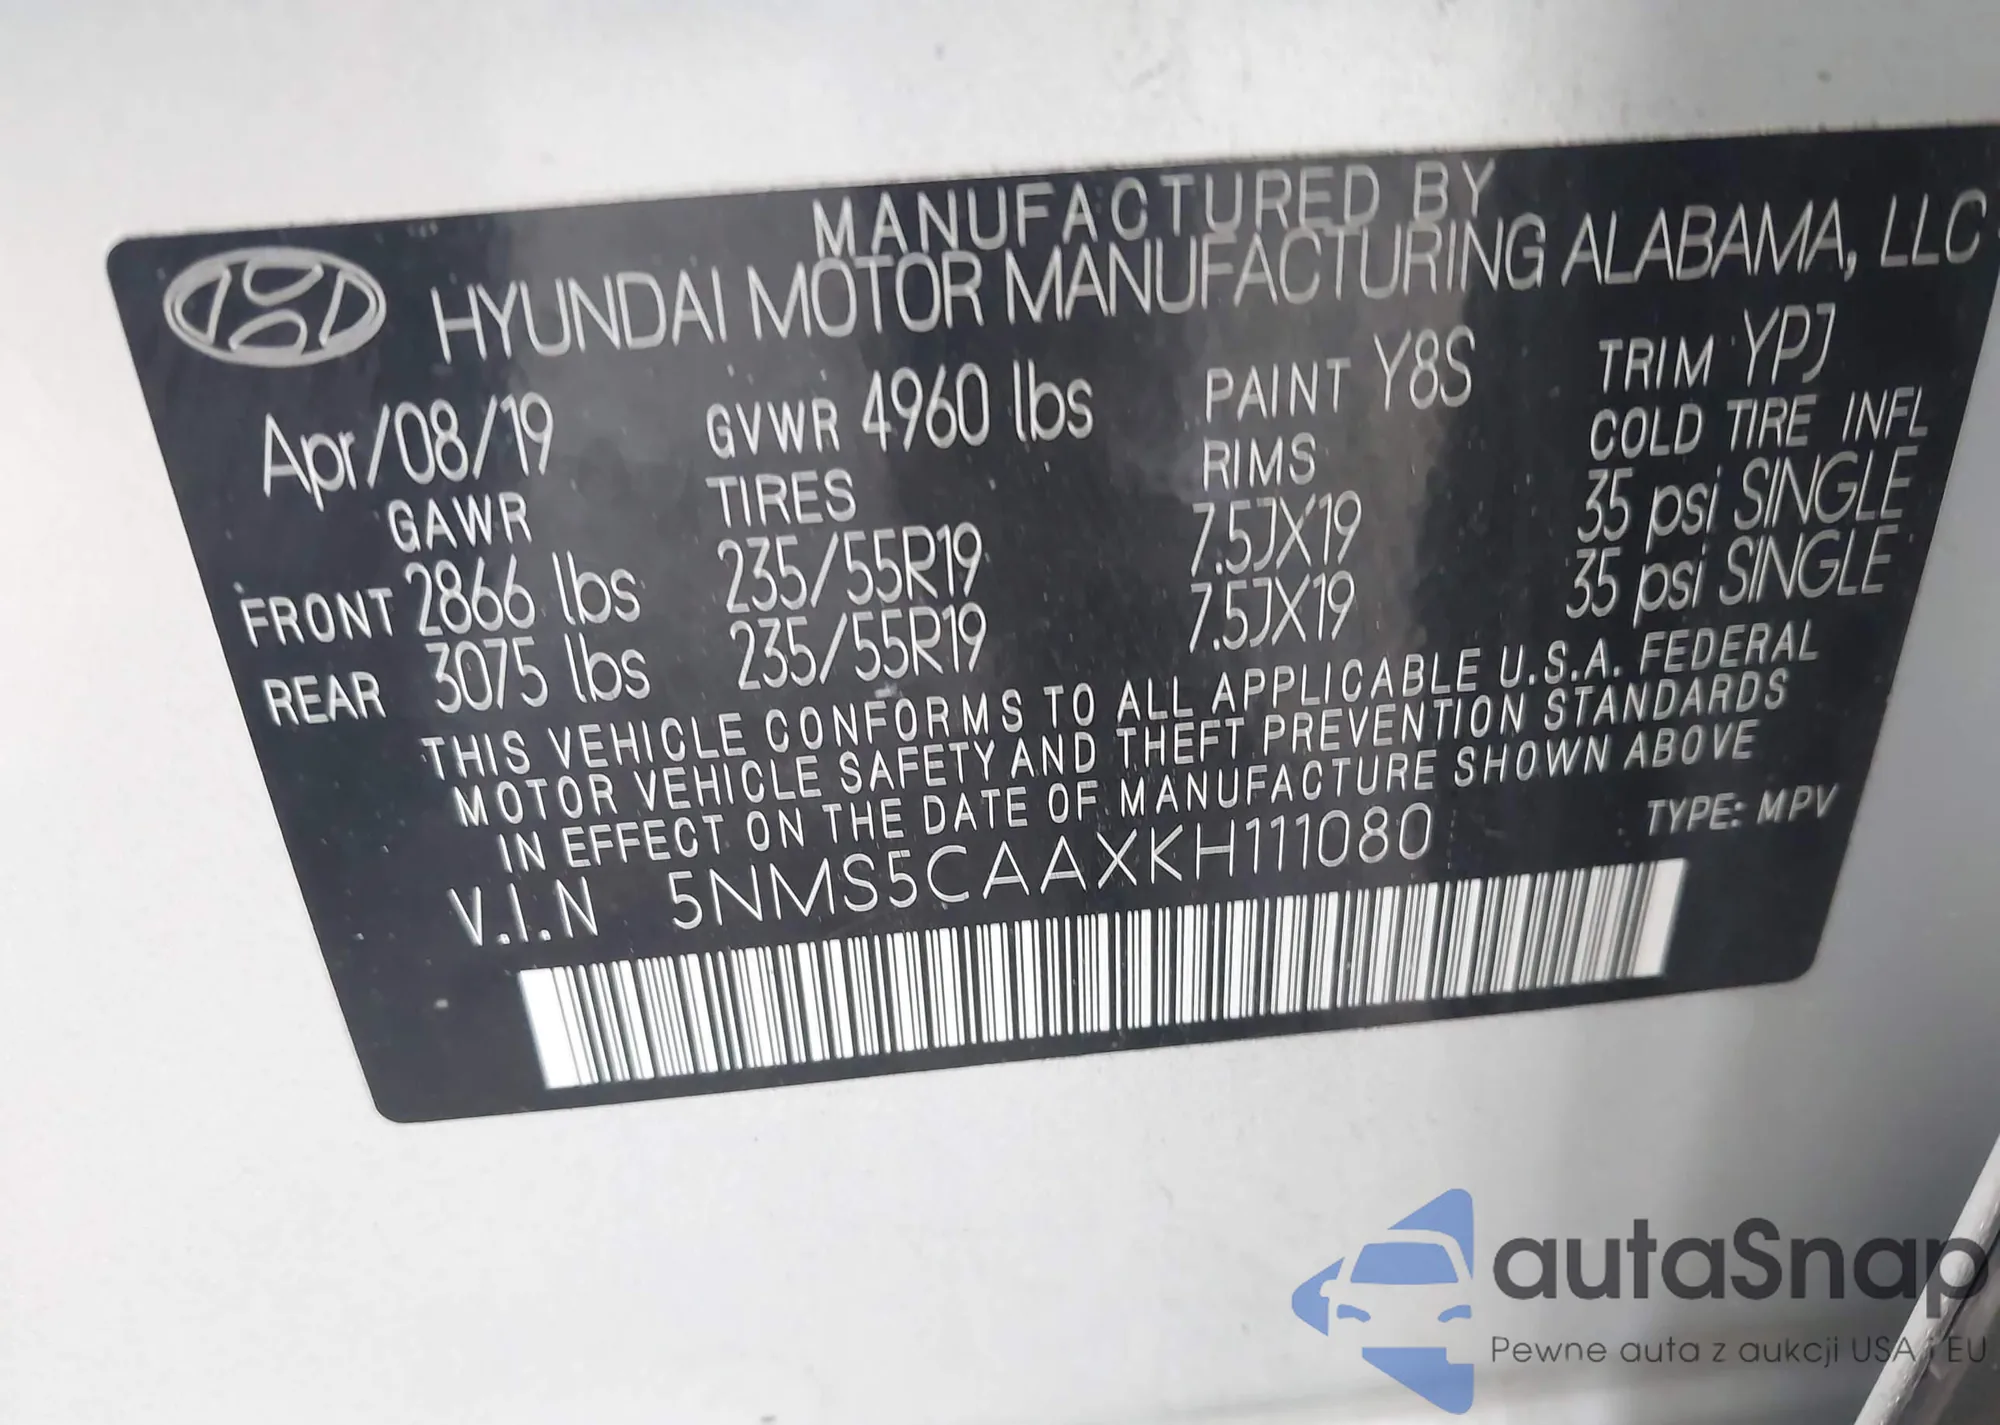 MANUFACTURED BY
HYUNDAI MOTOR MANUFACTURING ALABAMA, LLC
Apr/08/19 GVWR 4960 lbs PAINT Y8S TRIM YPJ
GAWR TIRES RIMS COLD TIRE INFL
FRONT 2866 lbs 235/55R19 7.5JX19 35 psi SINGLE
REAR 3075 lbs 235/55R19 7.5JX19 35 psi SINGLE
THIS VEHICLE CONFORMS TO ALL APPLICABLE U.S.A. FEDERAL
MOTOR VEHICLE SAFETY AND THEFT PREVENTION STANDARDS
IN EFFECT ON THE DATE OF MANUFACTURE SHOWN ABOVE
V.I.N 5NMS5CAAXKH111080 TYPE: MPV
autaSnap
Pewne auta z aukcji USA i EU